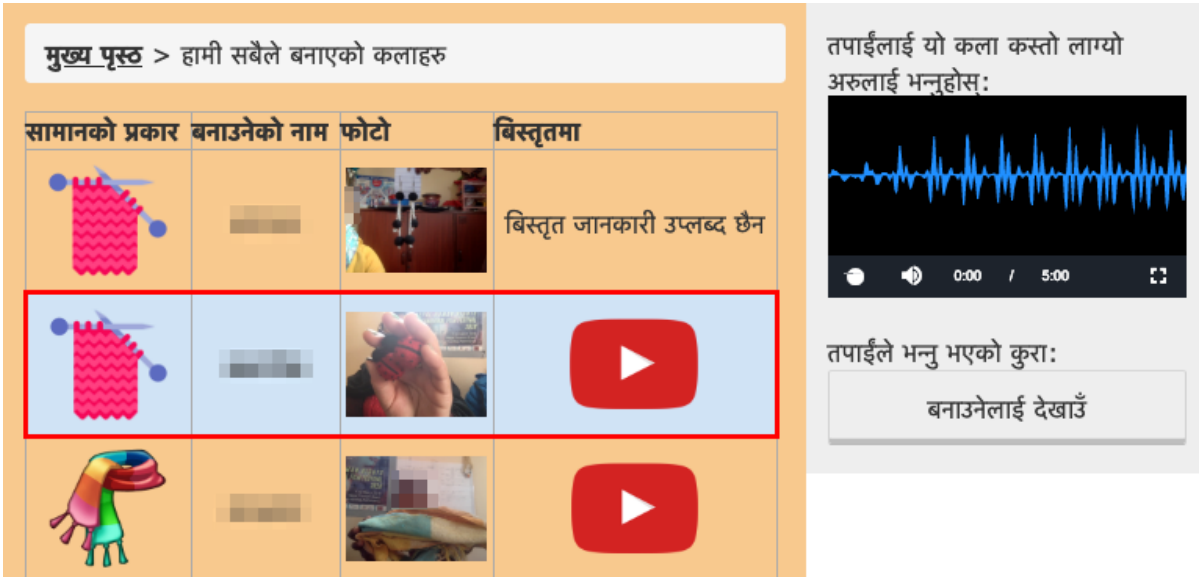 मुख्य पृस्ठ > हामी सबैले बनाएको कलाहरु
सामानको प्रकार बनाउनेको नाम फोटो बिस्तृतमा
बिस्तृत जानकारी उप्लब्द छैन
तपाईंलाई यो कला कस्तो लाग्यो
अरुलाई भन्नुहोस्:
0:00 / 5:00
तपाईंले भन्नु भएको कुरा:
बनाउनेलाई देखाउँ